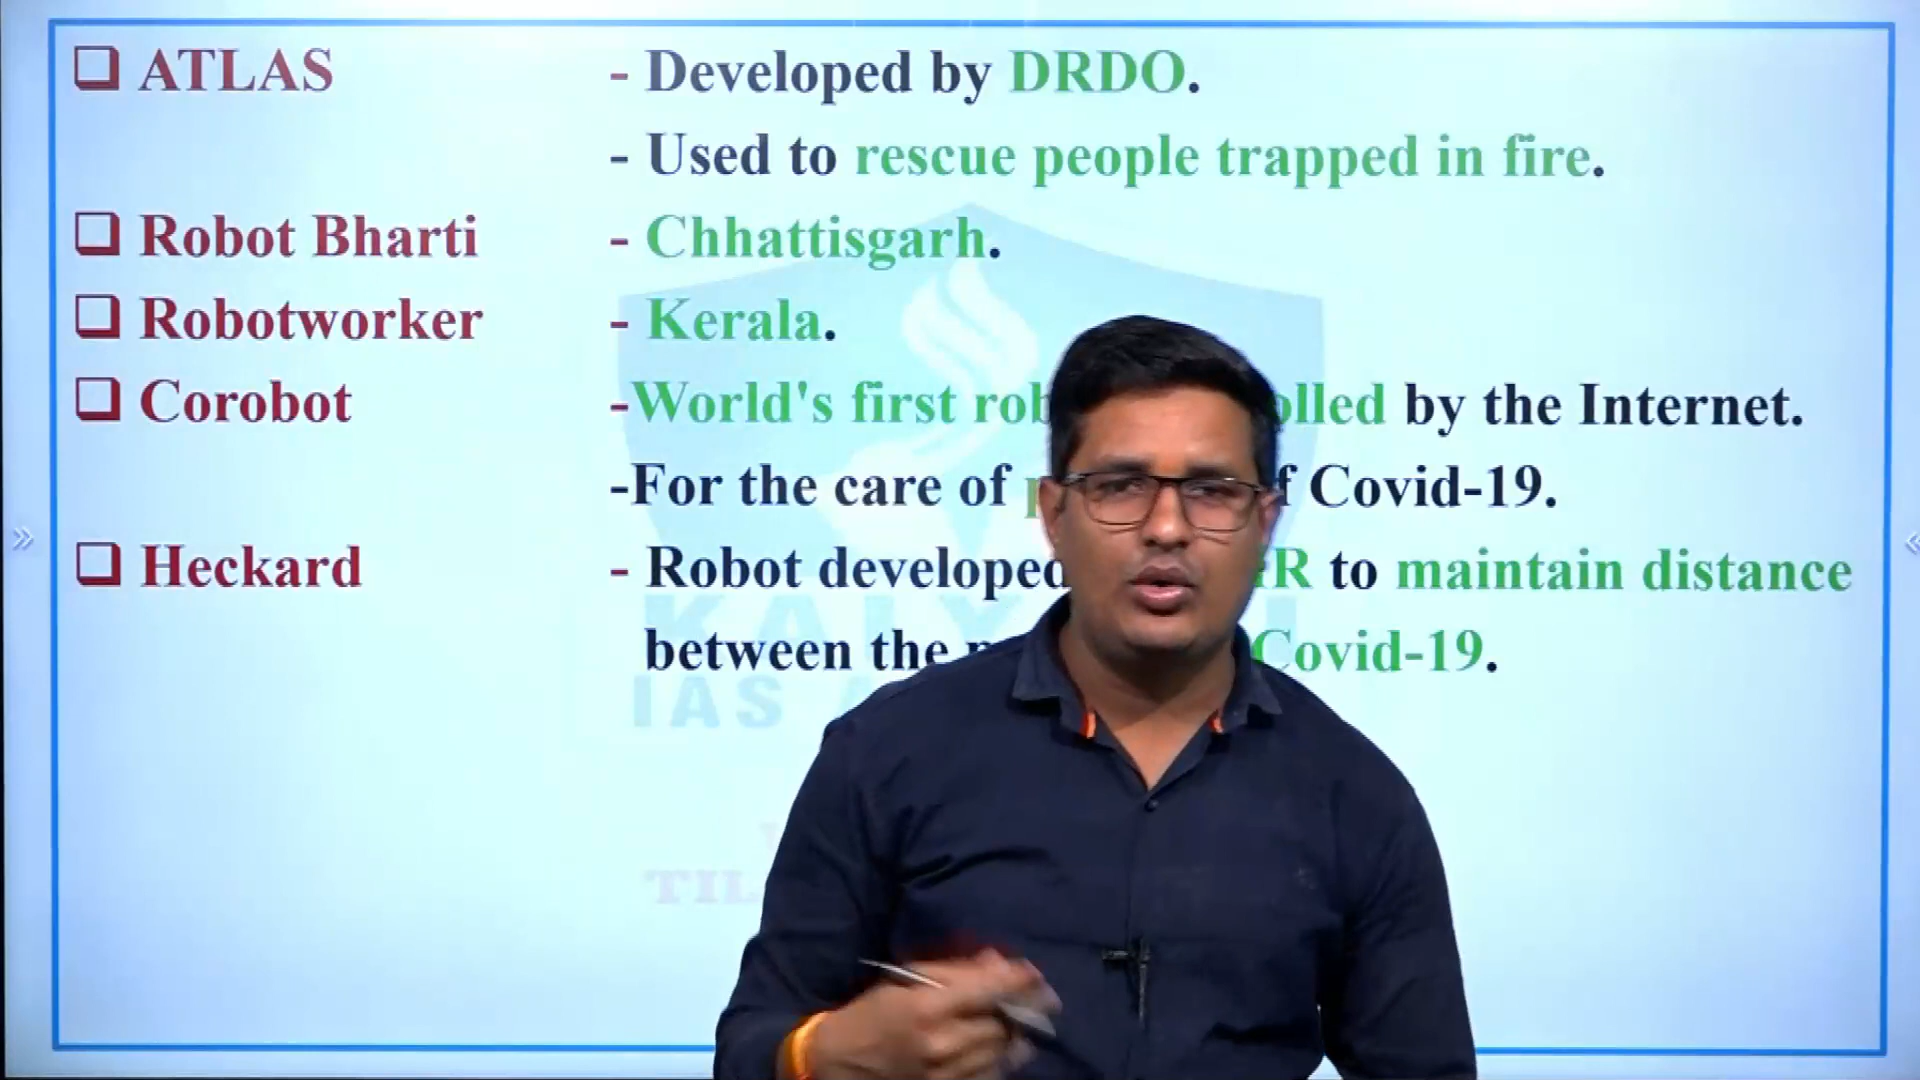 ATLAS - Developed by DRDO.
- Used to rescue people trapped in fire.
Robot Bharti - Chhattisgarh.
Robotworker - Kerala.
Corobot -World's first by the Internet.
-For the care of Covid-19.
Heckard - Robot developed to maintain distance
between the Covid-19.
IAS